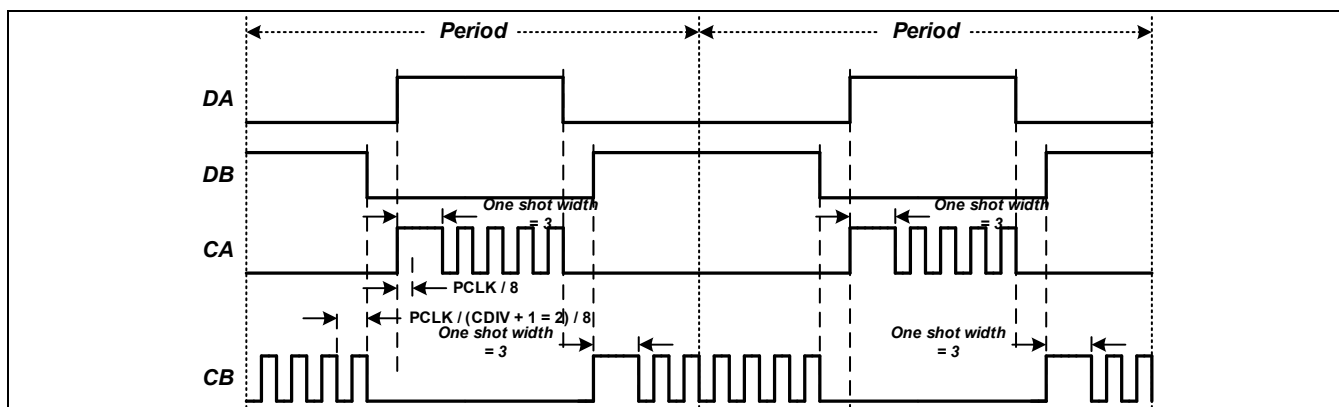 Period
Period
DA
DB
One shot width
= 3
One shot width
= 3
CA
PCLK / 8
PCLK / (CDIV + 1 = 2) / 8
One shot width
= 3
One shot width
= 3
CB